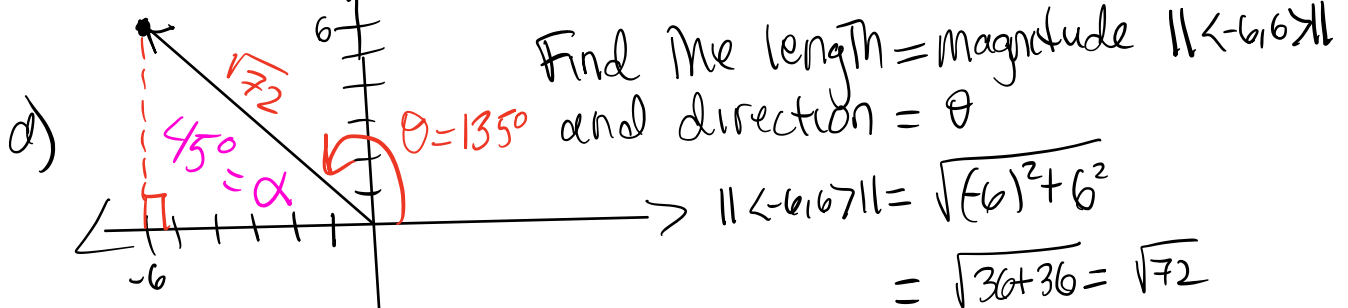 d)
6
√72
45° = α
θ = 135°
-6
Find the length = magnitude ||<-6,6>||
and direction = θ
||<-6,6>|| = √(-6)²+6²
= √36+36 = √72